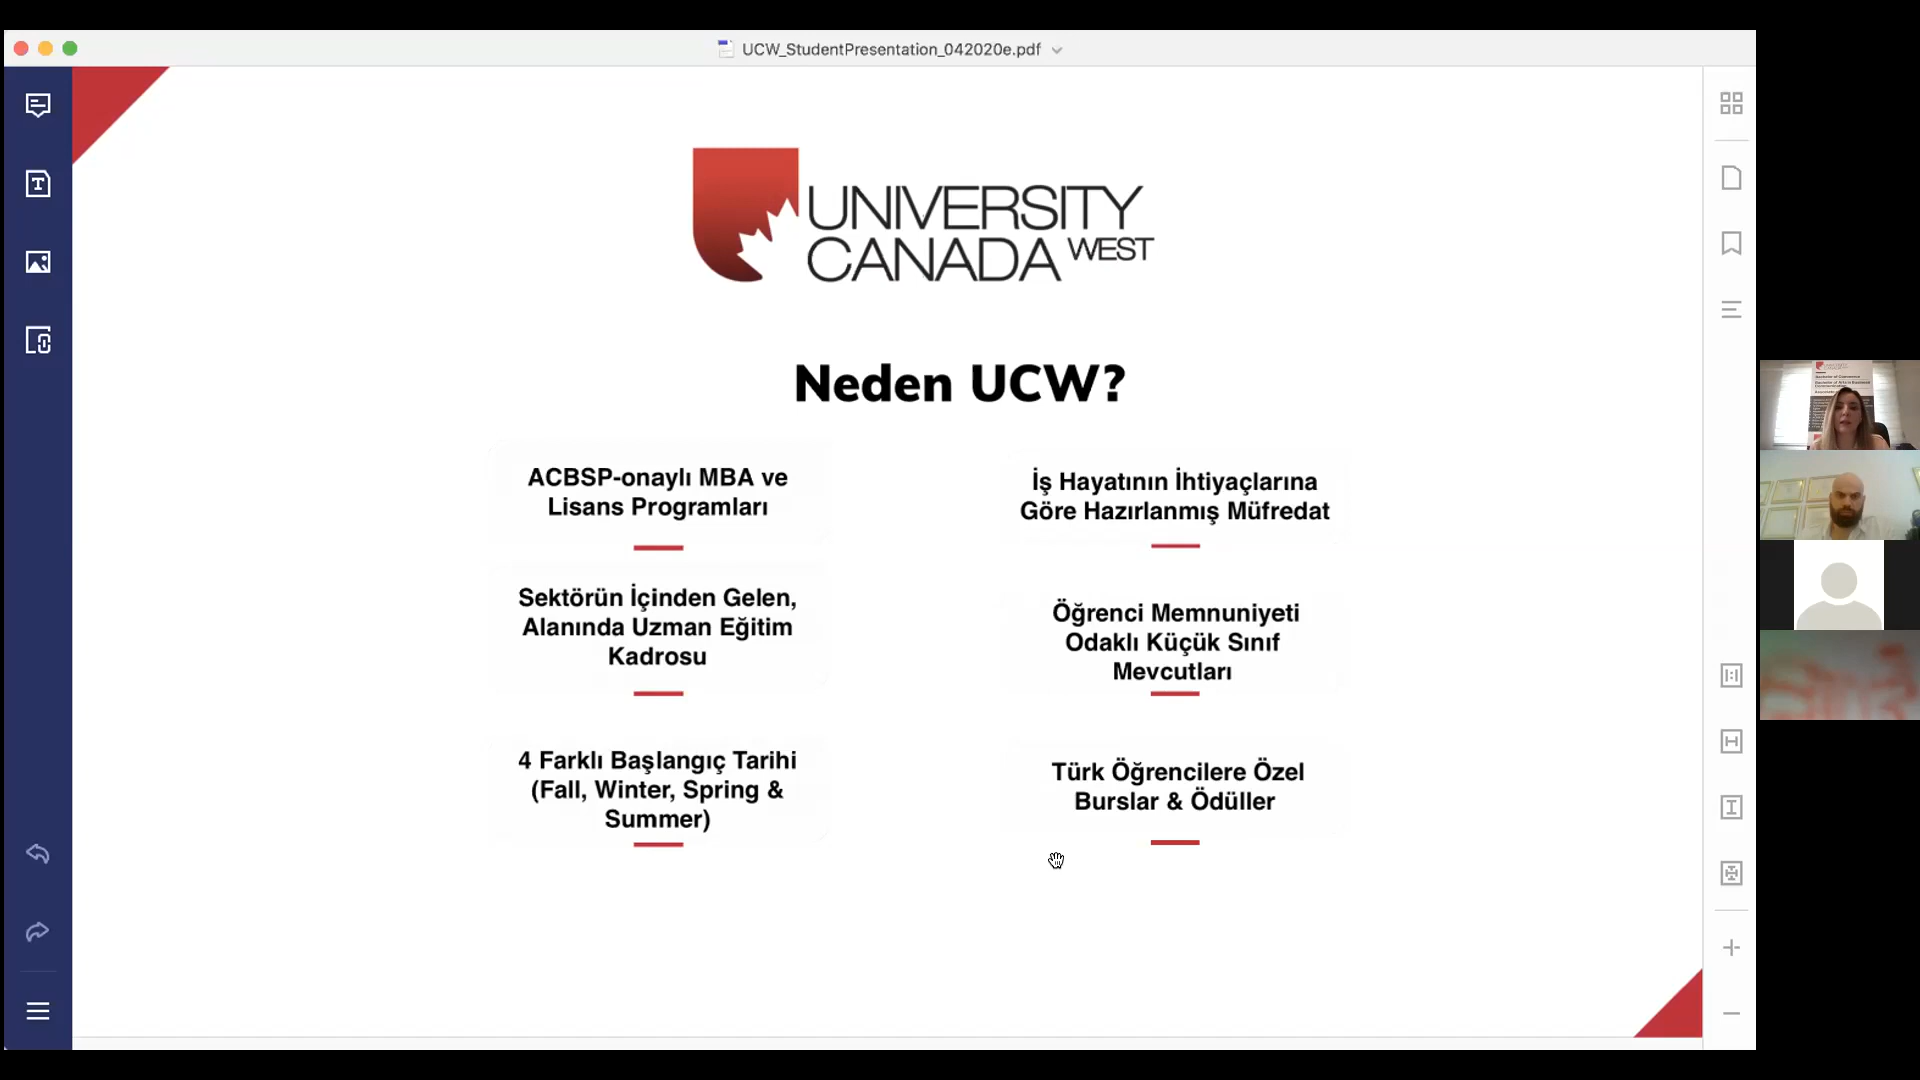 UCW_StudentPresentation_042020e.pdf
UNIVERSITY
CANADA WEST
Neden UCW?
ACBSP-onaylı MBA ve
Lisans Programları
İş Hayatının İhtiyaçlarına
Göre Hazırlanmış Müfredat
Sektörün İçinden Gelen,
Alanında Uzman Eğitim
Kadrosu
Öğrenci Memnuniyeti
Odaklı Küçük Sınıf
Mevcutları
4 Farklı Başlangıç Tarihi
(Fall, Winter, Spring &
Summer)
Türk Öğrencilere Özel
Burslar & Ödüller